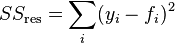 SS_res = ∑_i (y_i − f_i)^2